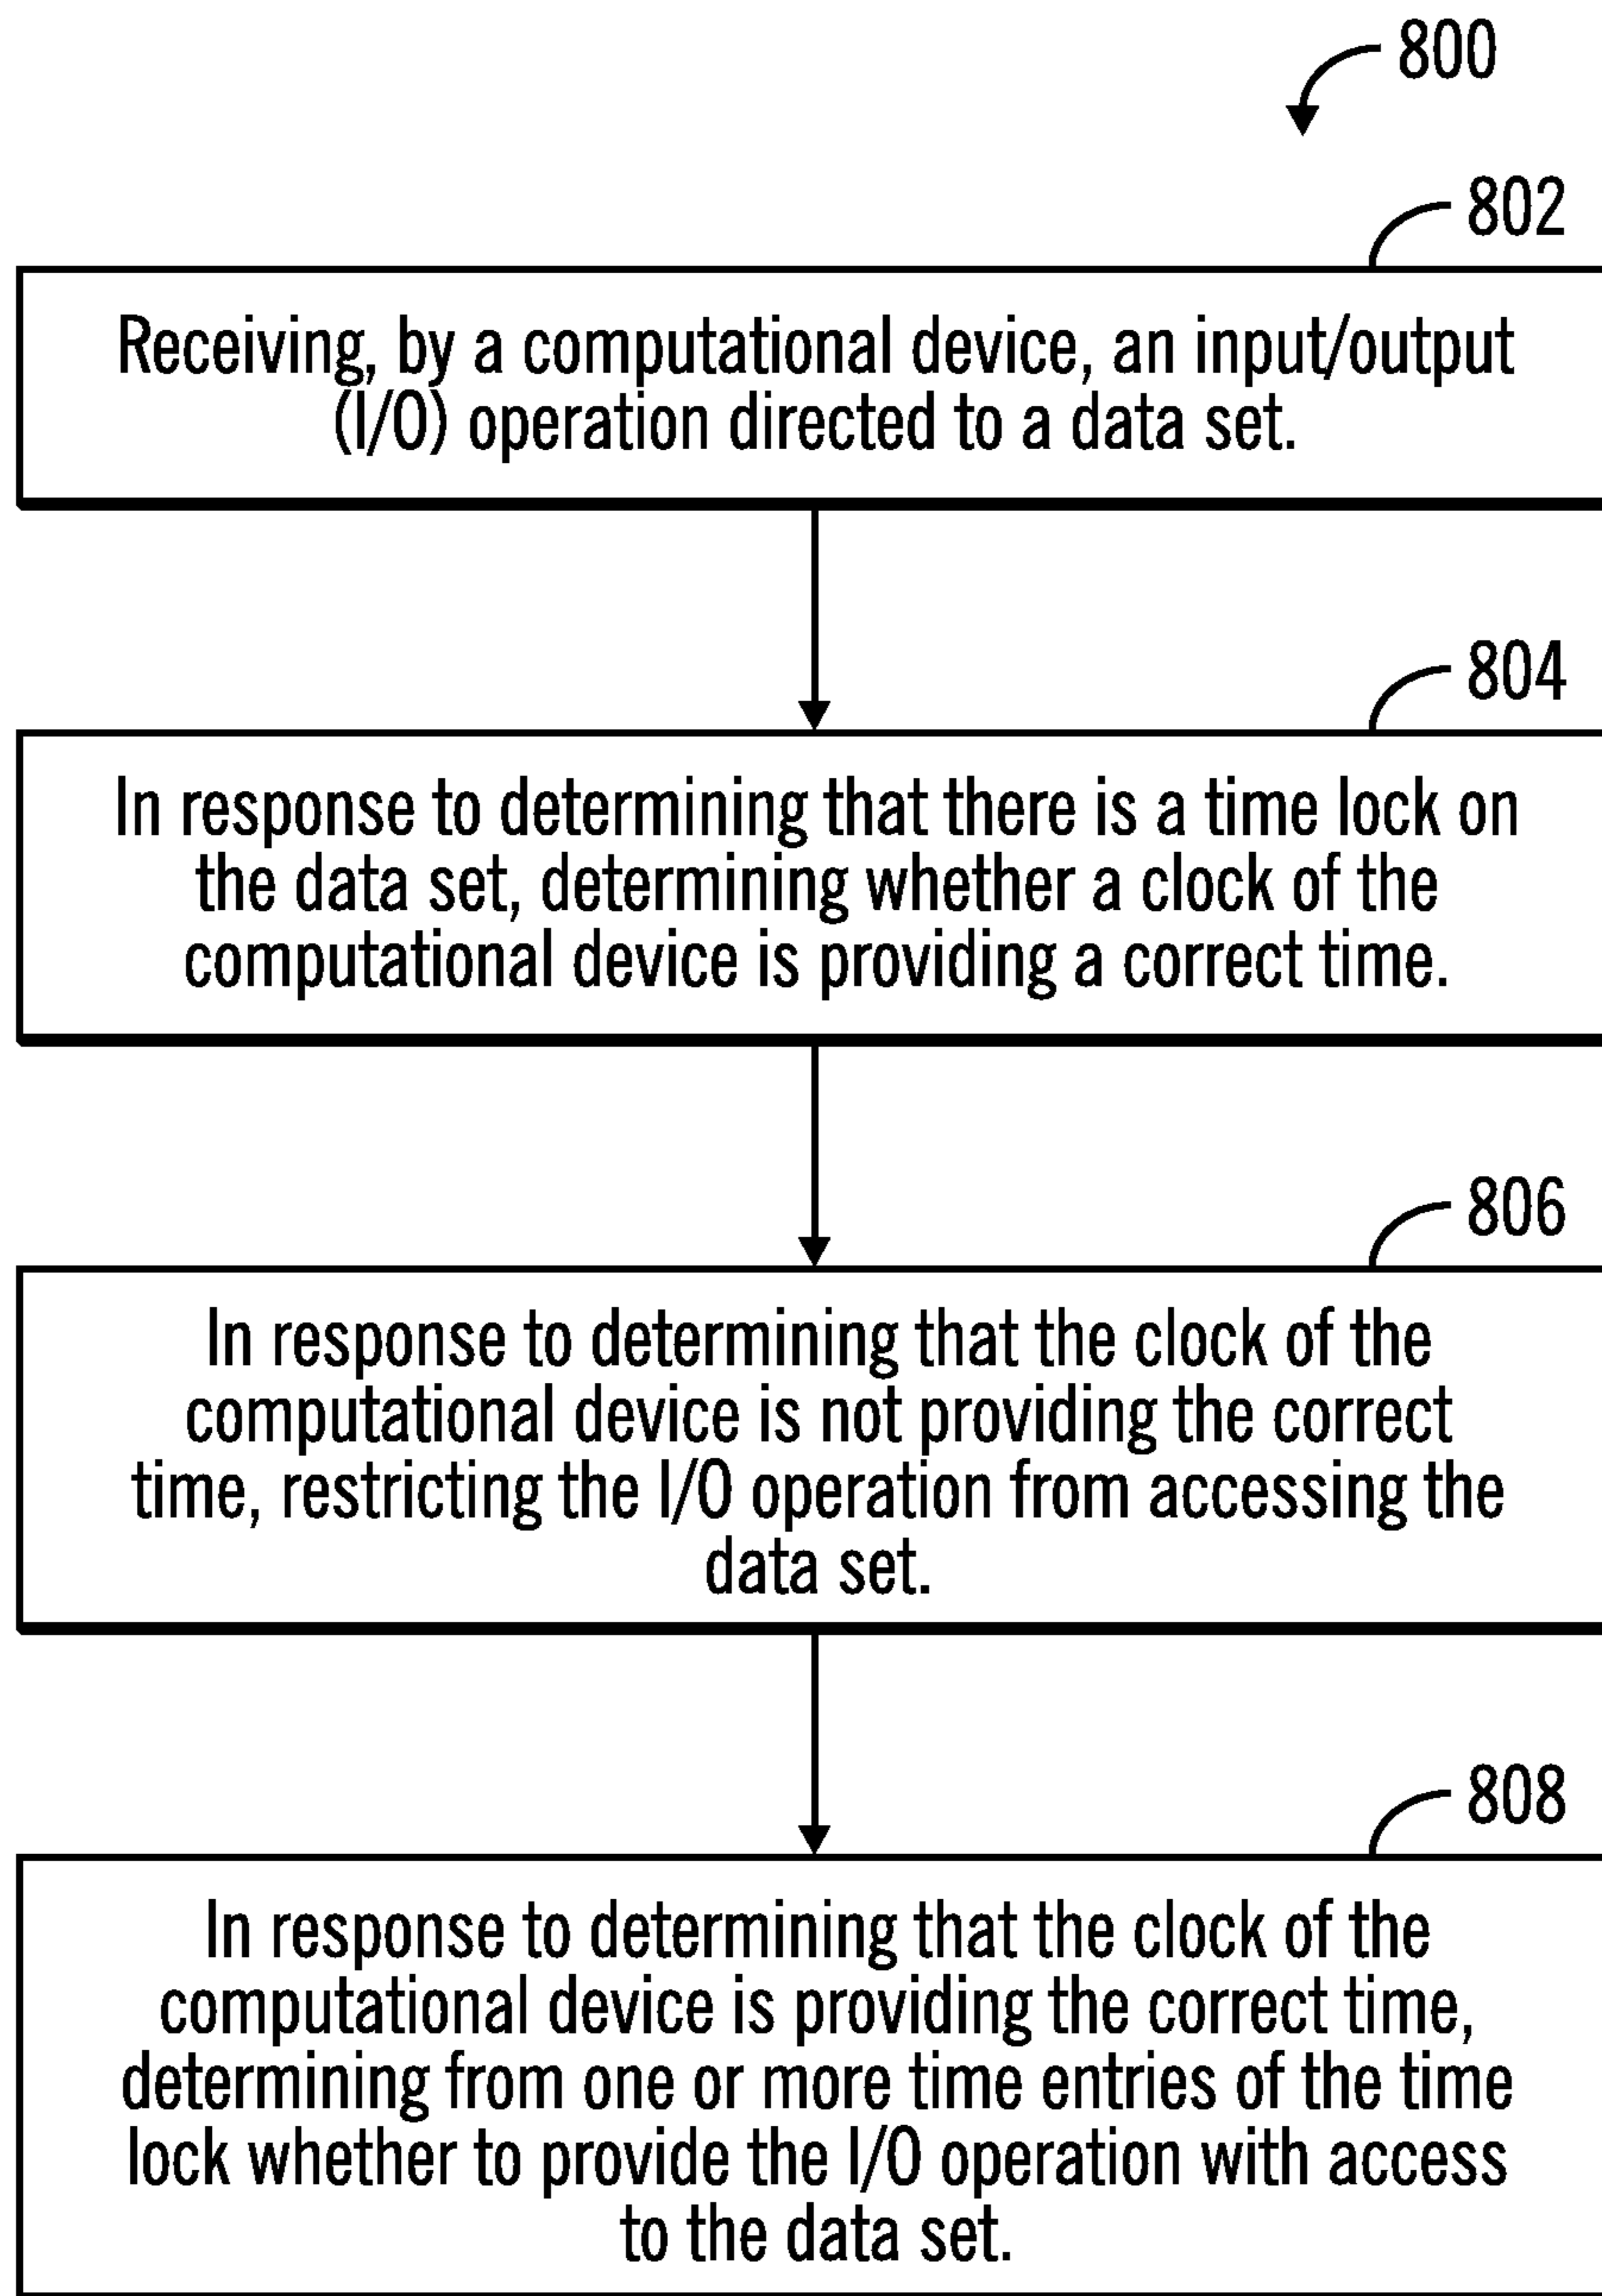 800
802
Receiving, by a computational device, an input/output
(I/O) operation directed to a data set.
804
In response to determining that there is a time lock on
the data set, determining whether a clock of the
computational device is providing a correct time.
806
In response to determining that the clock of the
computational device is not providing the correct
time, restricting the I/O operation from accessing the
data set.
808
In response to determining that the clock of the
computational device is providing the correct time,
determining from one or more time entries of the time
lock whether to provide the I/O operation with access
to the data set.